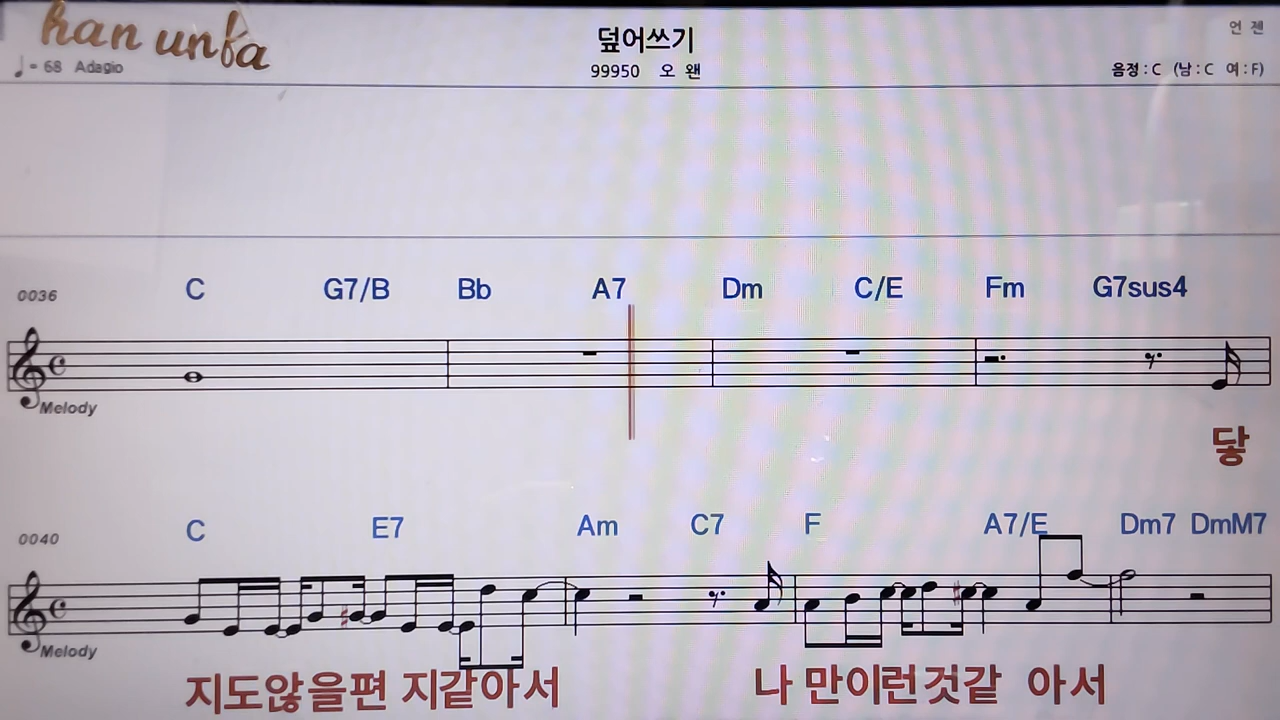 han unfa
덮어쓰기
언 젠
♩= 68 Adagio
99950 오 왠
음정 : C (남 : C 여 : F)
0036
C G7/B Bb A7 Dm C/E Fm G7sus4
Melody
닿
0040
C E7 Am C7 F A7/E Dm7 DmM7
Melody
지도않을편 지같아서 나 만이런것같 아서